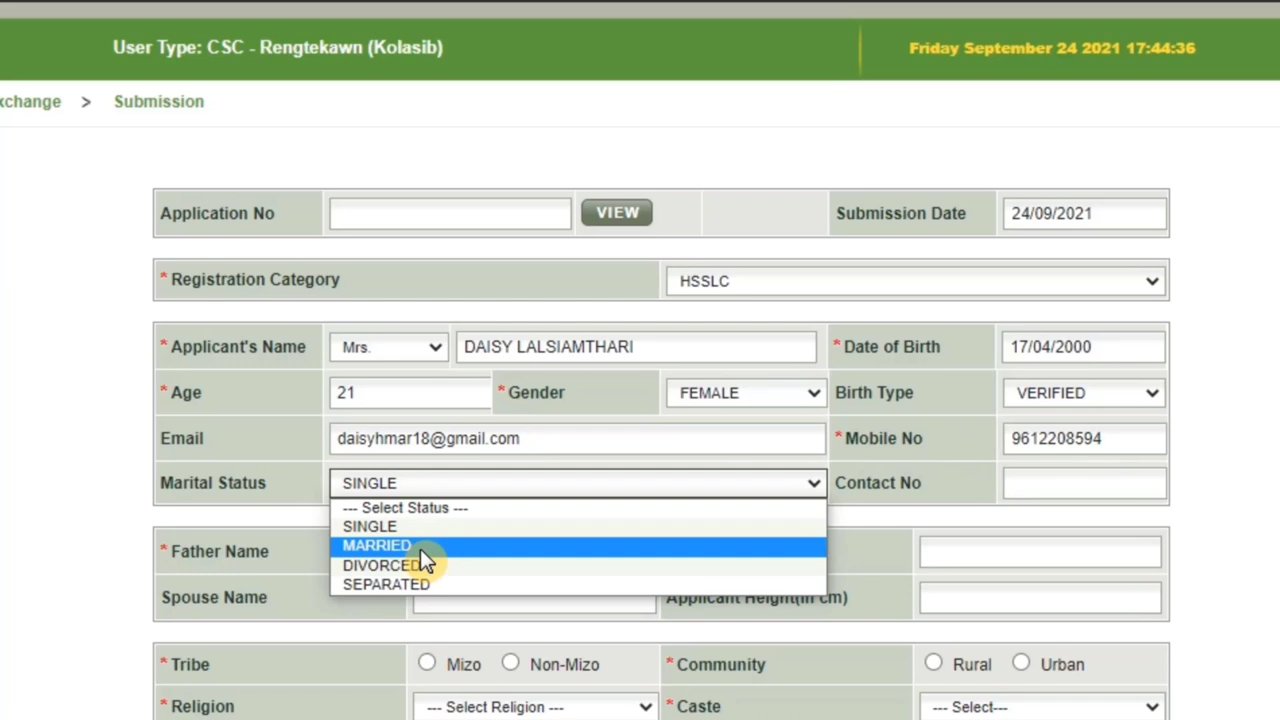 User Type: CSC - Rengtekawn (Kolasib) Friday September 24 2021 17:44:36
xchange > Submission
Application No VIEW Submission Date 24/09/2021
* Registration Category HSSLC
* Applicant's Name Mrs. DAISY LALSIAMTHARI * Date of Birth 17/04/2000
* Age 21 * Gender FEMALE Birth Type VERIFIED
Email daisyhmar18@gmail.com * Mobile No 9612208594
Marital Status SINGLE Contact No
--- Select Status ---
SINGLE
MARRIED
* Father Name
DIVORCED
SEPARATED
Spouse Name Applicant Height(in cm)
* Tribe Mizo Non-Mizo * Community Rural Urban
* Religion --- Select Religion --- * Caste --- Select---